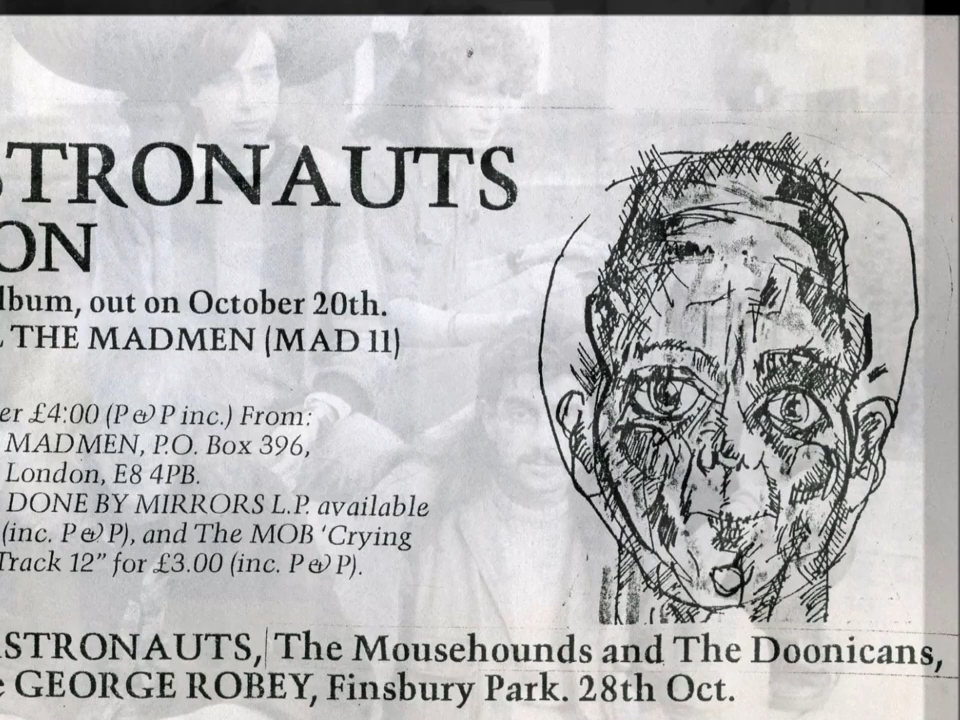 STRONAUTS
ON
lbum, out on October 20th.
L THE MADMEN (MAD 11)
er £4:00 (P & P inc.) From:
MADMEN, P.O. Box 396,
London, E8 4PB.
DONE BY MIRRORS L.P. available
(inc. P & P), and The MOB 'Crying
Track 12" for £3.00 (inc. P & P).
ASTRONAUTS, The Mousehounds and The Doonicans,
e GEORGE ROBEY, Finsbury Park. 28th Oct.